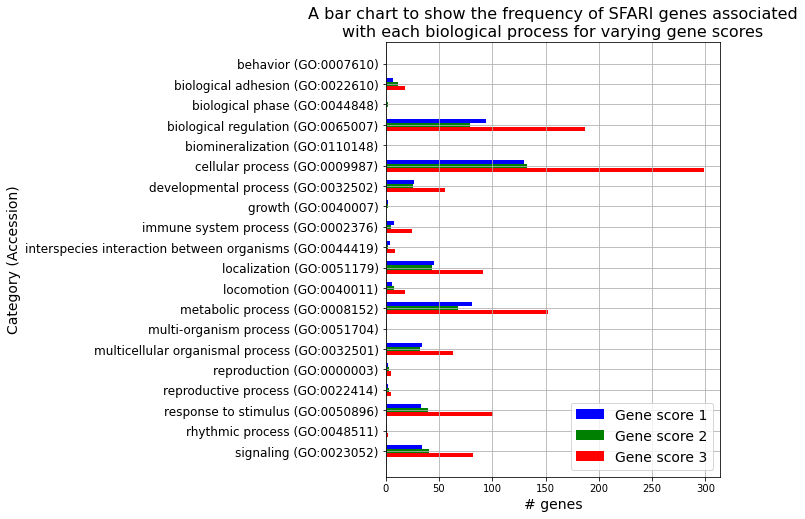 A bar chart to show the frequency of SFARI genes associated
with each biological process for varying gene scores
Category (Accession)
behavior (GO:0007610)
biological adhesion (GO:0022610)
biological phase (GO:0044848)
biological regulation (GO:0065007)
biomineralization (GO:0110148)
cellular process (GO:0009987)
developmental process (GO:0032502)
growth (GO:0040007)
immune system process (GO:0002376)
interspecies interaction between organisms (GO:0044419)
localization (GO:0051179)
locomotion (GO:0040011)
metabolic process (GO:0008152)
multi-organism process (GO:0051704)
multicellular organismal process (GO:0032501)
reproduction (GO:0000003)
reproductive process (GO:0022414)
response to stimulus (GO:0050896)
rhythmic process (GO:0048511)
signaling (GO:0023052)
Gene score 1
Gene score 2
Gene score 3
0 50 100 150 200 250 300
# genes